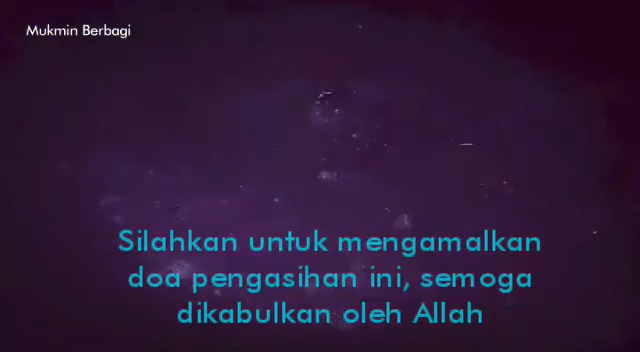 Mukmin Berbagi
Silahkan untuk mengamalkan
doa pengasihan ini, semoga
dikabulkan oleh Allah